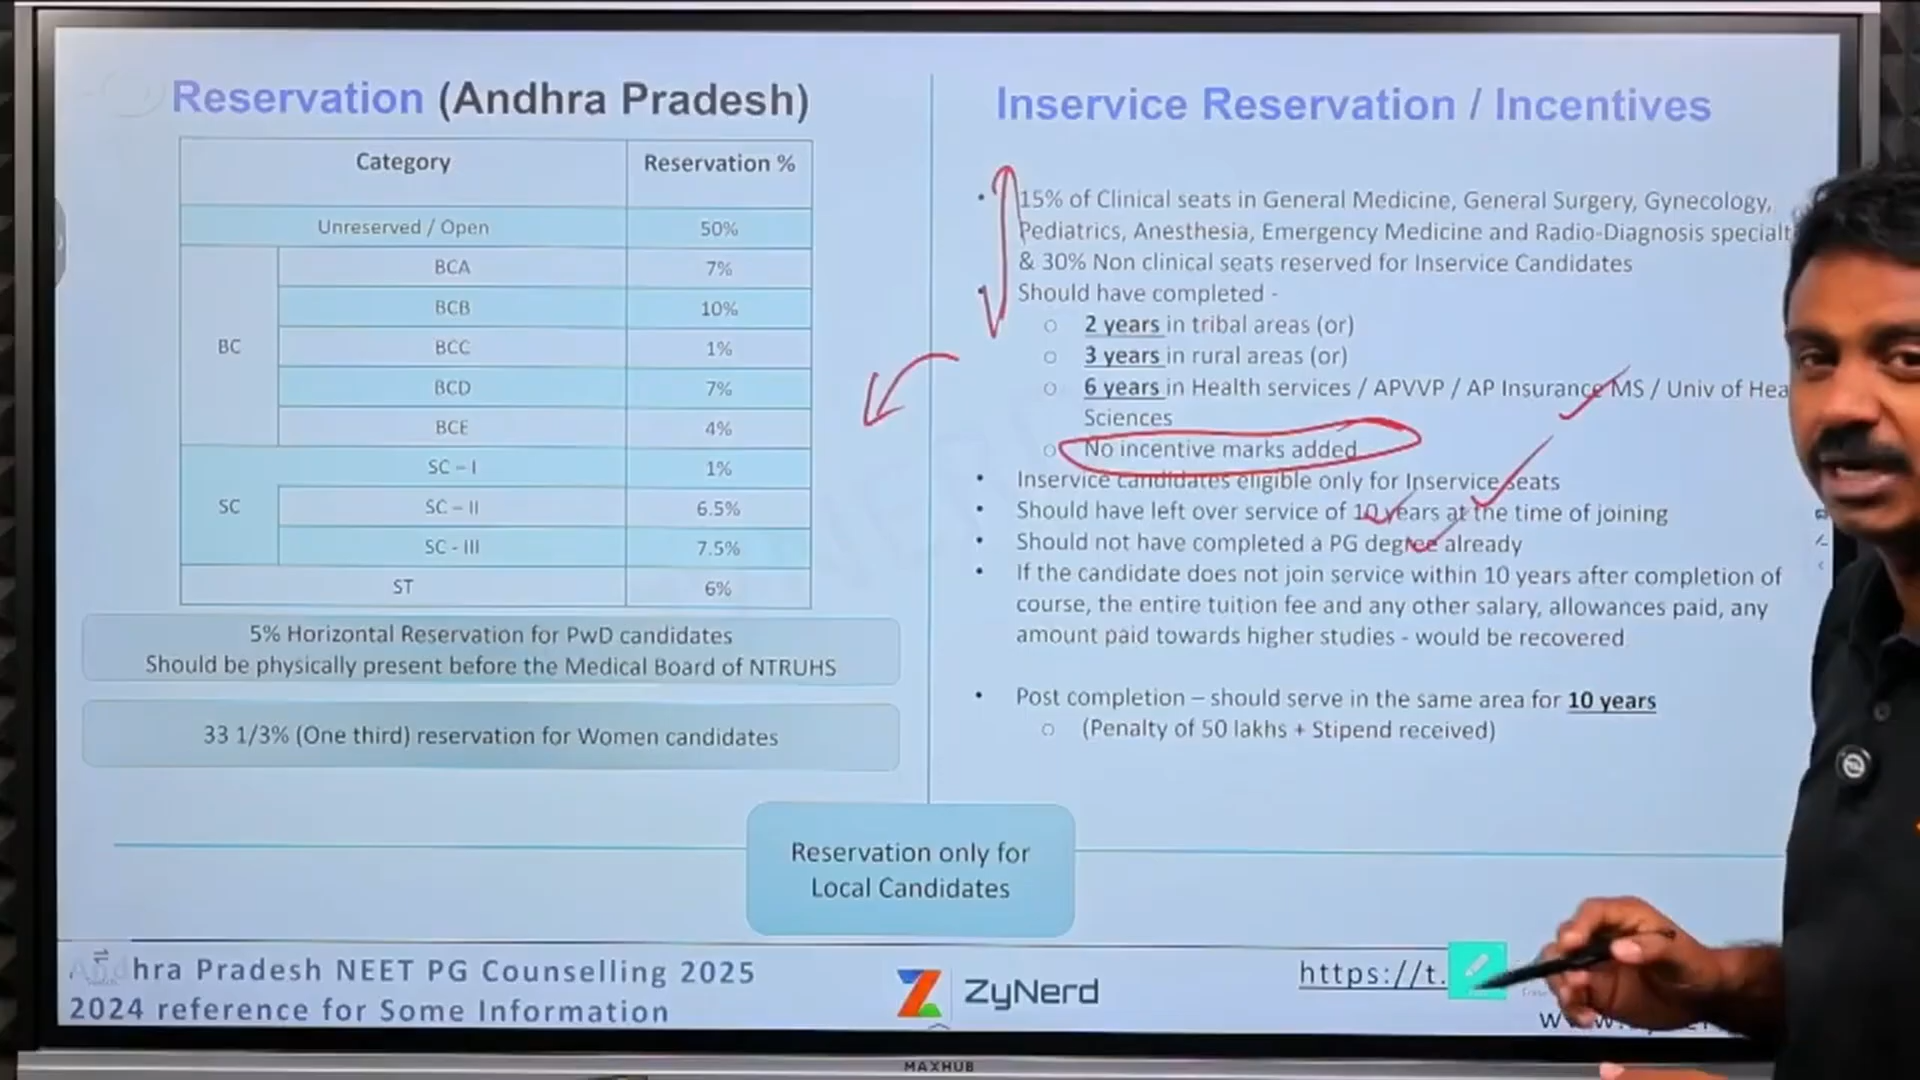 Reservation (Andhra Pradesh)
Category Reservation %
Unreserved / Open 50%
BC
BCA 7%
BCB 10%
BCC 1%
BCD 7%
BCE 4%
SC
SC – I 1%
SC – II 6.5%
SC - III 7.5%
ST 6%
5% Horizontal Reservation for PwD candidates
Should be physically present before the Medical Board of NTRUHS
33 1/3% (One third) reservation for Women candidates
Inservice Reservation / Incentives
15% of Clinical seats in General Medicine, General Surgery, Gynecology,
Pediatrics, Anesthesia, Emergency Medicine and Radio-Diagnosis specialt
& 30% Non clinical seats reserved for Inservice Candidates
Should have completed -
2 years in tribal areas (or)
3 years in rural areas (or)
6 years in Health services / APVVP / AP Insurance MS / Univ of Hea
Sciences
No incentive marks added
Inservice candidates eligible only for Inservice seats
Should have left over service of 10 years at the time of joining
Should not have completed a PG degree already
If the candidate does not join service within 10 years after completion of
course, the entire tuition fee and any other salary, allowances paid, any
amount paid towards higher studies - would be recovered
Post completion – should serve in the same area for 10 years
(Penalty of 50 lakhs + Stipend received)
Reservation only for
Local Candidates
Andhra Pradesh NEET PG Counselling 2025
2024 reference for Some Information
ZyNerd
https://t.
MAXHUB